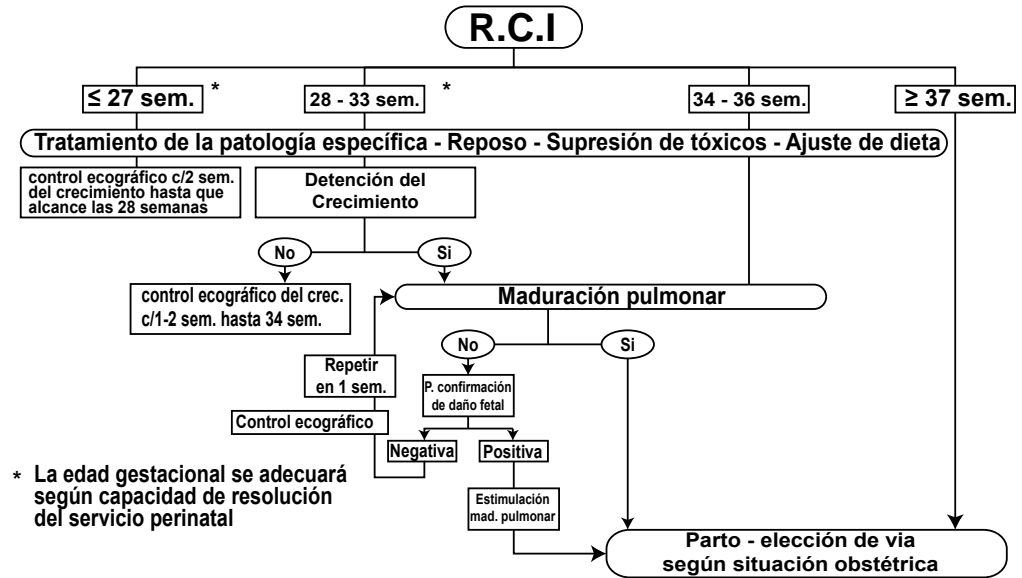 R.C.I
≤ 27 sem. *
28 - 33 sem. *
34 - 36 sem.
≥ 37 sem.
Tratamiento de la patología específica - Reposo - Supresión de tóxicos - Ajuste de dieta
control ecográfico c/2 sem.
del crecimiento hasta que
alcance las 28 semanas
Detención del
Crecimiento
No
Si
control ecográfico del crec.
c/1-2 sem. hasta 34 sem.
Maduración pulmonar
No
Si
Repetir
en 1 sem.
P. confirmación
de daño fetal
Control ecográfico
Negativa
Positiva
* La edad gestacional se adecuará
según capacidad de resolución
del servicio perinatal
Estimulación
mad. pulmonar
Parto - elección de via
según situación obstétrica